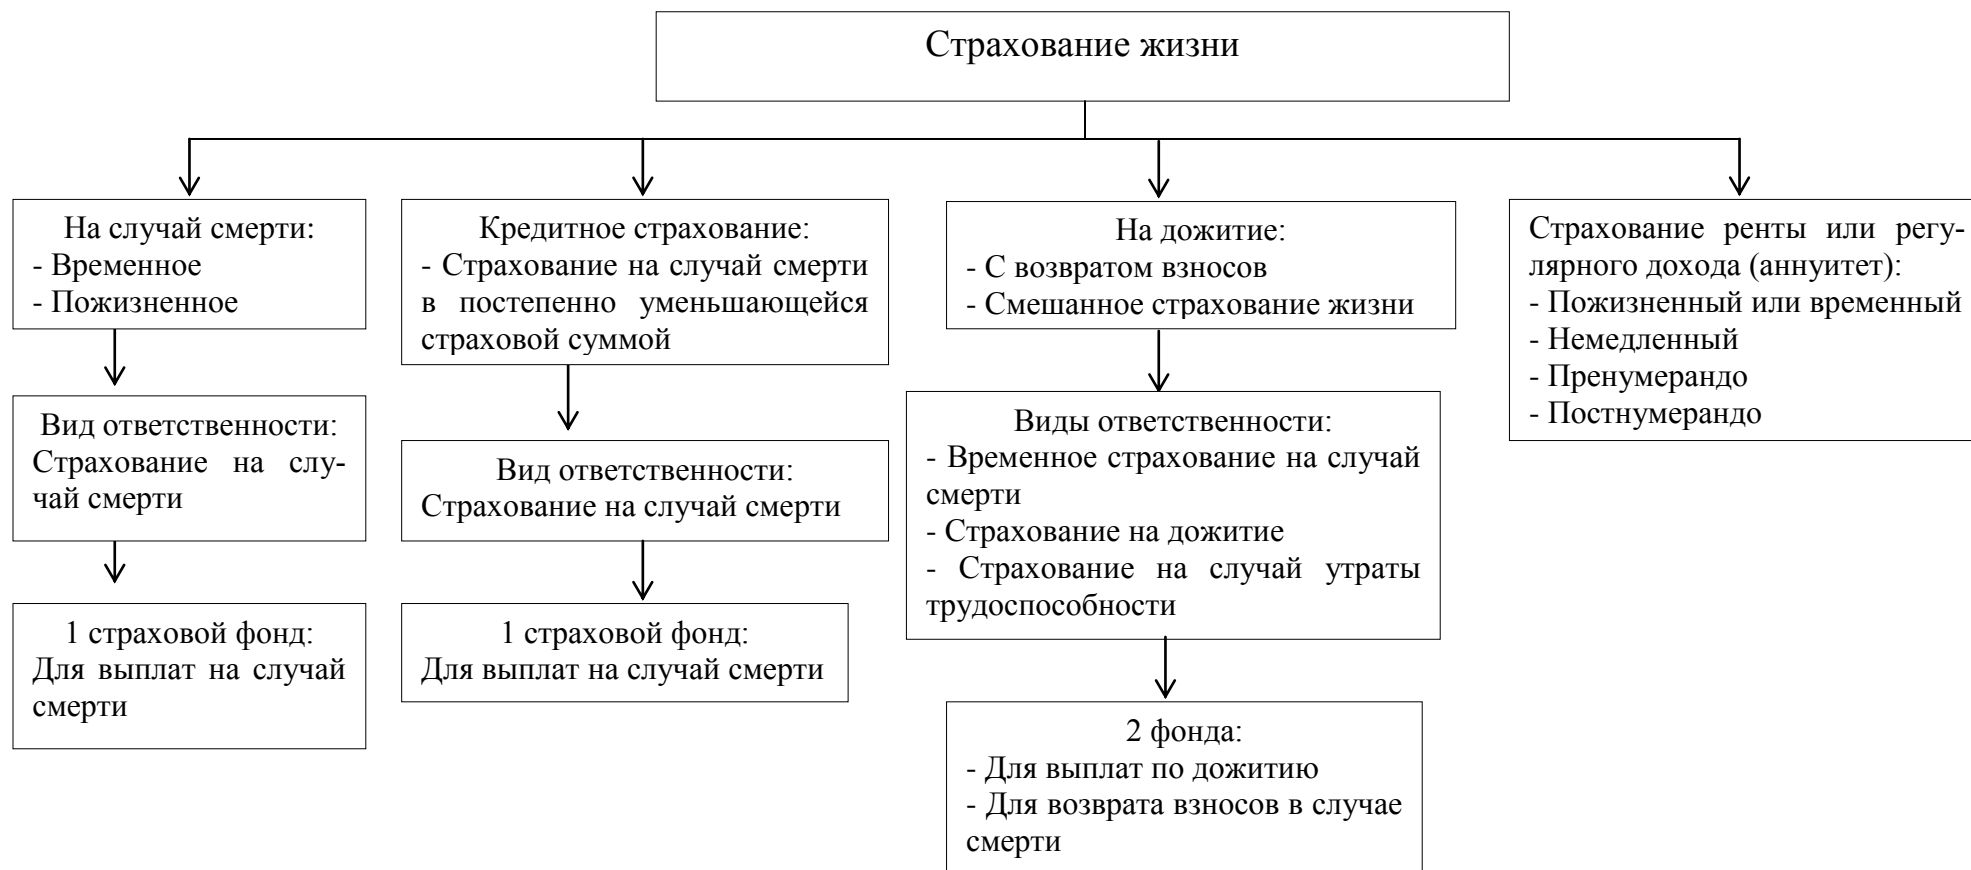 Страхование жизни
На случай смерти:
- Временное
- Пожизненное
Вид ответственности:
Страхование на слу-
чай смерти
1 страховой фонд:
Для выплат на случай
смерти
Кредитное страхование:
- Страхование на случай смерти
в постепенно уменьшающейся
страховой суммой
Вид ответственности:
Страхование на случай смерти
1 страховой фонд:
Для выплат на случай смерти
На дожитие:
- С возвратом взносов
- Смешанное страхование жизни
Виды ответственности:
- Временное страхование на случай
смерти
- Страхование на дожитие
- Страхование на случай утраты
трудоспособности
2 фонда:
- Для выплат по дожитию
- Для возврата взносов в случае
смерти
Страхование ренты или регу-
лярного дохода (аннуитет):
- Пожизненный или временный
- Немедленный
- Пренумерандо
- Постнумерандо